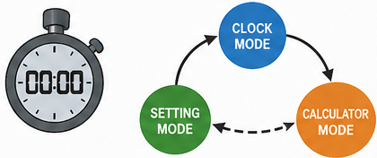 00:00
CLOCK
MODE
SETTING
MODE
CALCULATOR
MODE